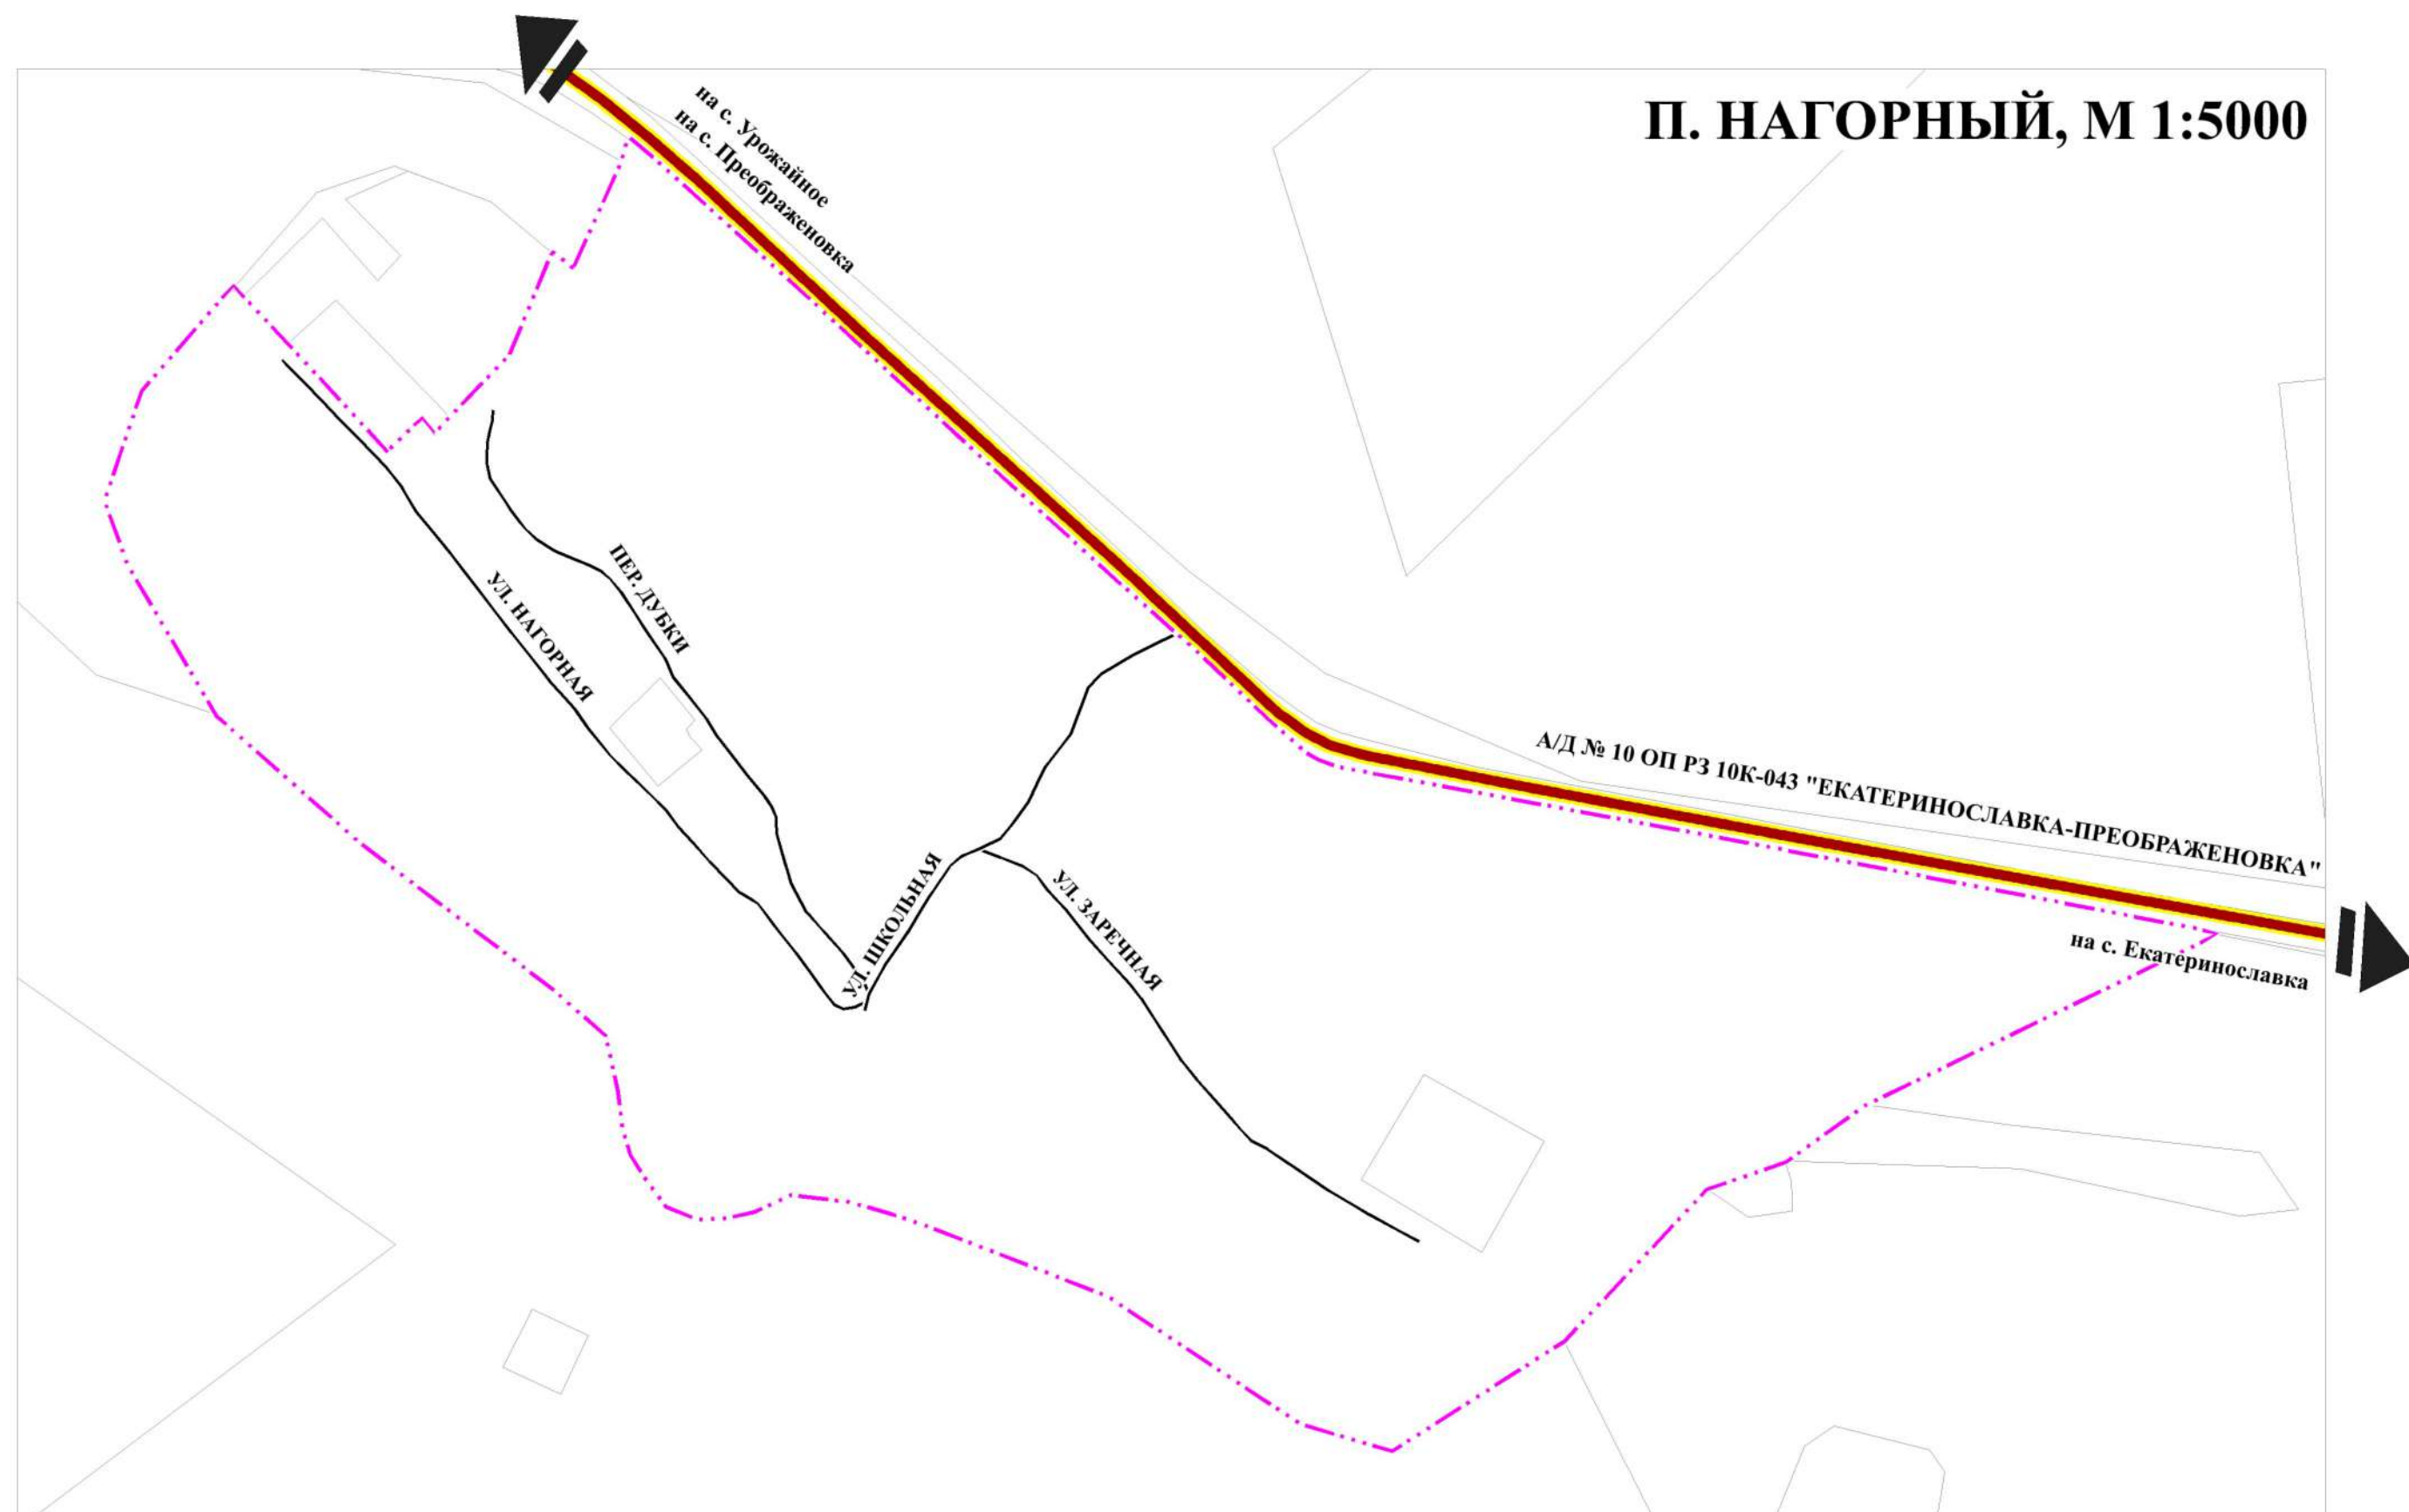 П. НАГОРНЫЙ, М 1:5000
на с. Урожайное
на с. Преображеновка
ПЕР. ДУБКИ
УЛ. НАГОРНАЯ
А/Д № 10 ОП РЗ 10К-043 "ЕКАТЕРИНОСЛАВКА-ПРЕОБРАЖЕНОВКА"
УЛ. ШКОЛЬНАЯ
УЛ. ЗАРЕЧНАЯ
на с. Екатеринославка